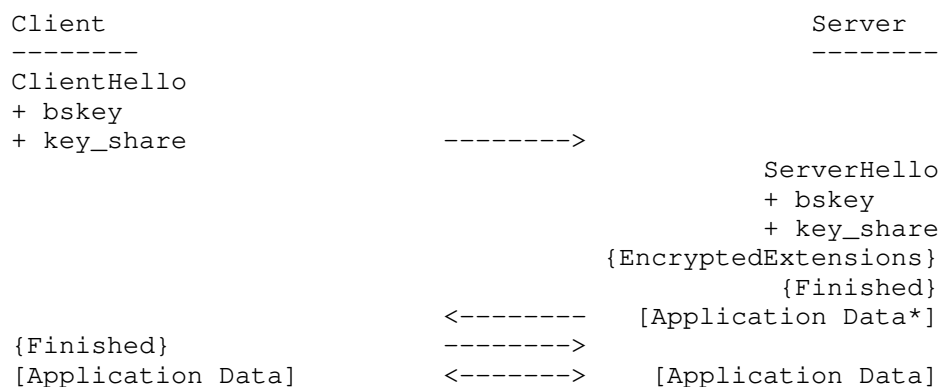 Client                                           Server
--------                                         --------
ClientHello
+ bskey
+ key_share                -------->
                                              ServerHello
                                              + bskey
                                              + key_share
                                    {EncryptedExtensions}
                                               {Finished}
                           <--------  [Application Data*]
{Finished}                 -------->
[Application Data]         <------->   [Application Data]